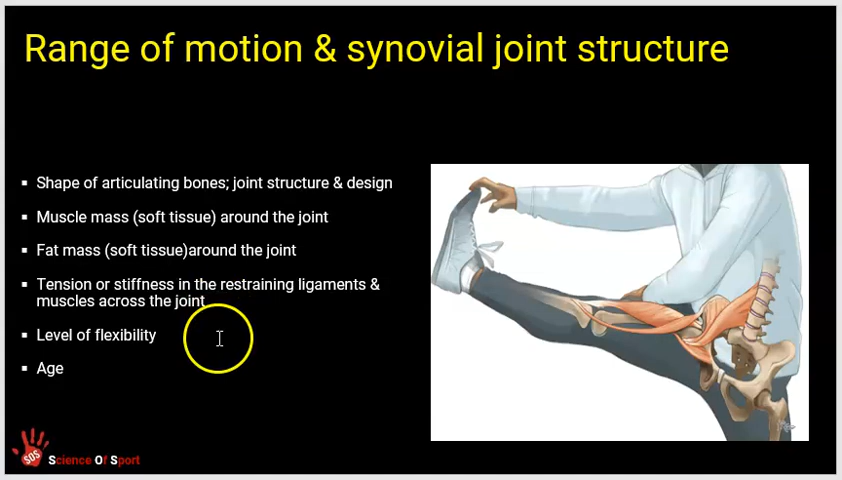 Range of motion & synovial joint structure
Shape of articulating bones; joint structure & design
Muscle mass (soft tissue) around the joint
Fat mass (soft tissue)around the joint
Tension or stiffness in the restraining ligaments &
muscles across the joint
Level of flexibility
Age
SOS
Science Of Sport